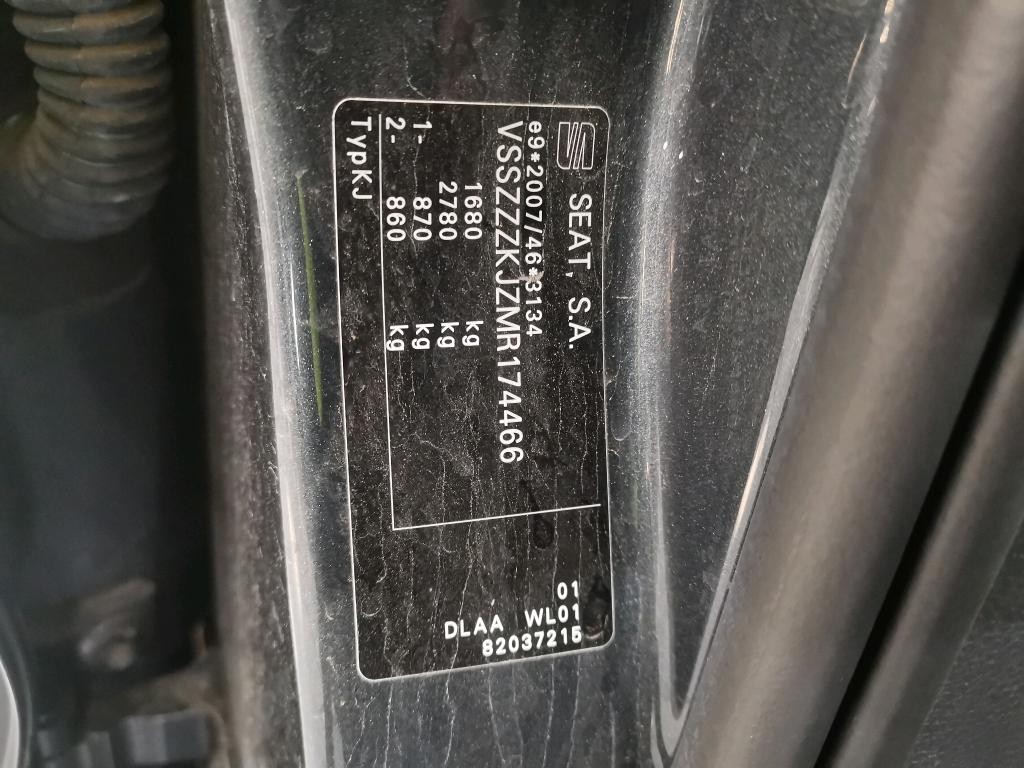 SEAT, S.A.
e9*2007/46*3134
VSSZZZKJZMR174466
1680 kg
2780 kg
1- 870 kg
2- 860 kg
TypKJ
01
DLAA WL01
82037215